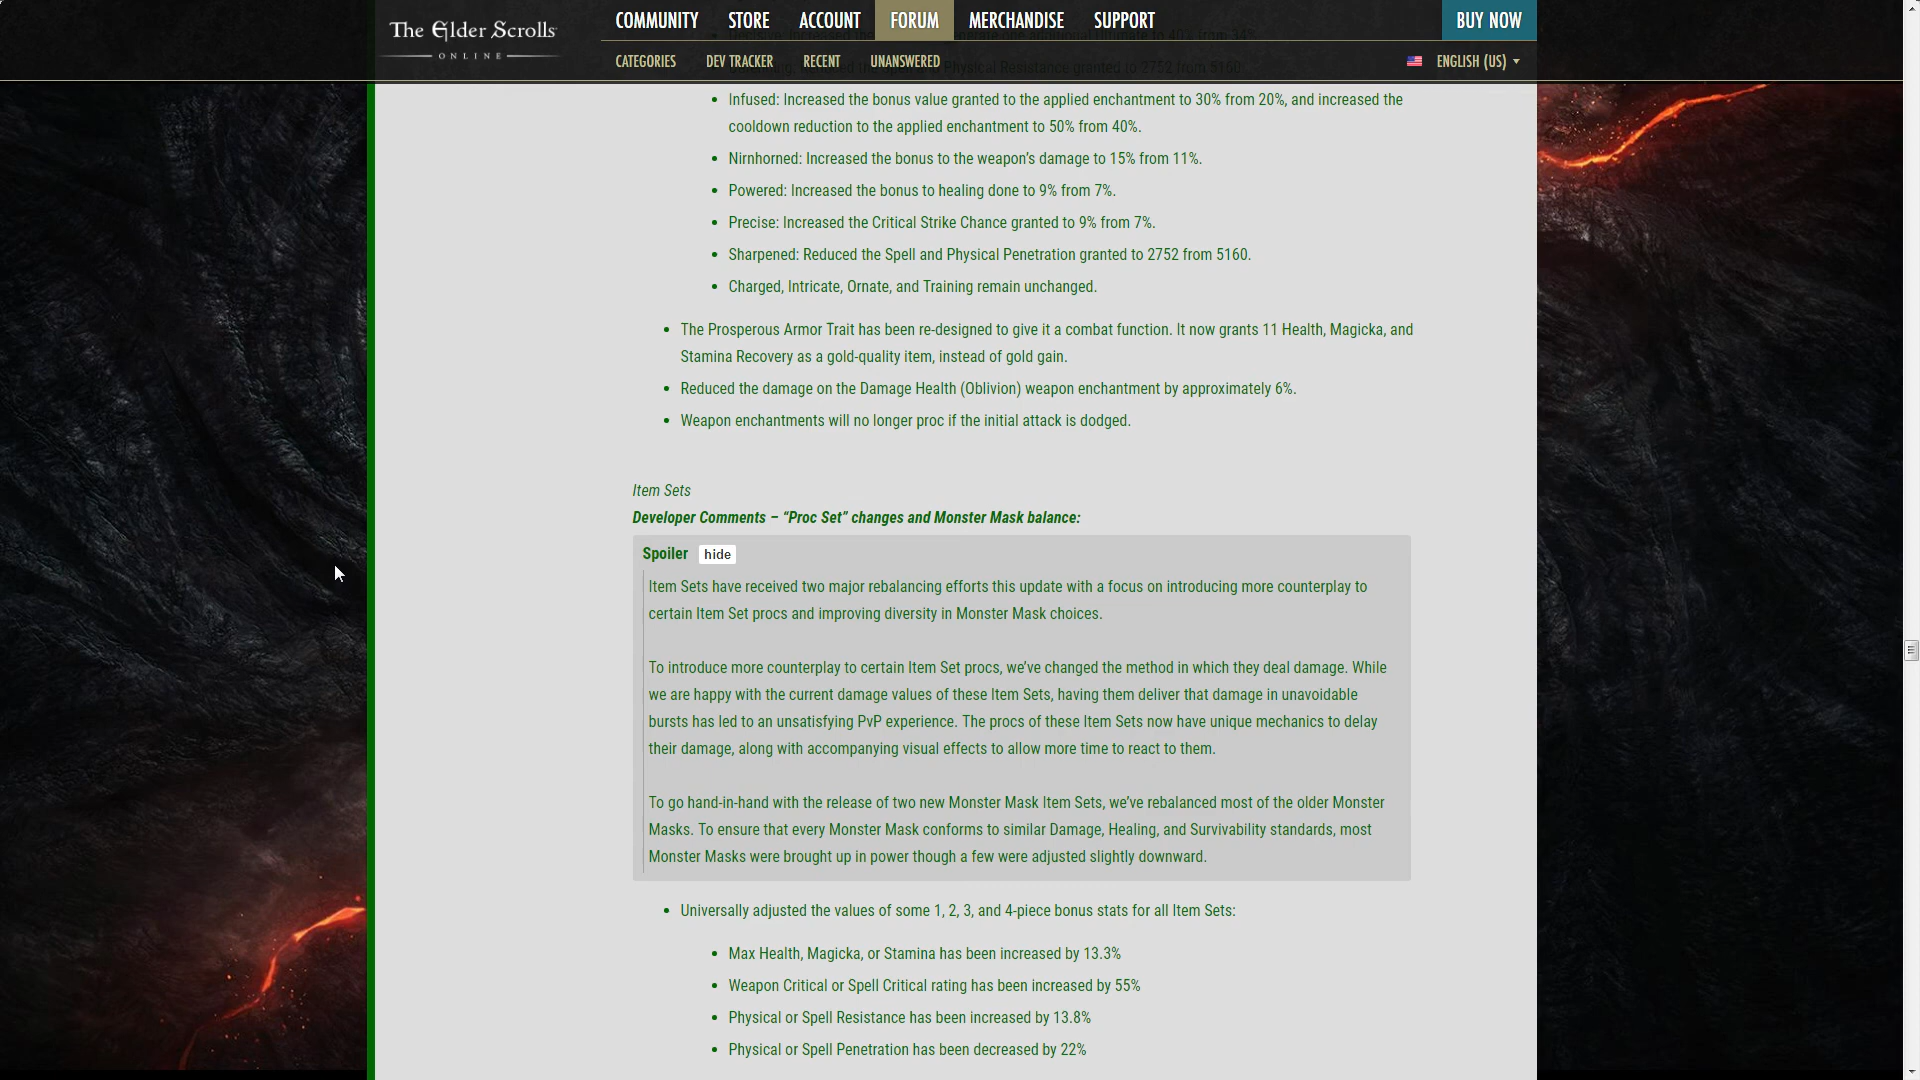 The Elder Scrolls
ONLINE
COMMUNITY STORE ACCOUNT FORUM MERCHANDISE SUPPORT BUY NOW
CATEGORIES DEV TRACKER RECENT UNANSWERED ENGLISH (US)
• Infused: Increased the bonus value granted to the applied enchantment to 30% from 20%, and increased the
cooldown reduction to the applied enchantment to 50% from 40%.
• Nirnhorned: Increased the bonus to the weapon's damage to 15% from 11%.
• Powered: Increased the bonus to healing done to 9% from 7%.
• Precise: Increased the Critical Strike Chance granted to 9% from 7%.
• Sharpened: Reduced the Spell and Physical Penetration granted to 2752 from 5160.
• Charged, Intricate, Ornate, and Training remain unchanged.
• The Prosperous Armor Trait has been re-designed to give it a combat function. It now grants 11 Health, Magicka, and
Stamina Recovery as a gold-quality item, instead of gold gain.
• Reduced the damage on the Damage Health (Oblivion) weapon enchantment by approximately 6%.
• Weapon enchantments will no longer proc if the initial attack is dodged.
Item Sets
Developer Comments – “Proc Set” changes and Monster Mask balance:
Spoiler hide
Item Sets have received two major rebalancing efforts this update with a focus on introducing more counterplay to
certain Item Set procs and improving diversity in Monster Mask choices.
To introduce more counterplay to certain Item Set procs, we’ve changed the method in which they deal damage. While
we are happy with the current damage values of these Item Sets, having them deliver that damage in unavoidable
bursts has led to an unsatisfying PvP experience. The procs of these Item Sets now have unique mechanics to delay
their damage, along with accompanying visual effects to allow more time to react to them.
To go hand-in-hand with the release of two new Monster Mask Item Sets, we’ve rebalanced most of the older Monster
Masks. To ensure that every Monster Mask conforms to similar Damage, Healing, and Survivability standards, most
Monster Masks were brought up in power though a few were adjusted slightly downward.
• Universally adjusted the values of some 1, 2, 3, and 4-piece bonus stats for all Item Sets:
• Max Health, Magicka, or Stamina has been increased by 13.3%
• Weapon Critical or Spell Critical rating has been increased by 55%
• Physical or Spell Resistance has been increased by 13.8%
• Physical or Spell Penetration has been decreased by 22%